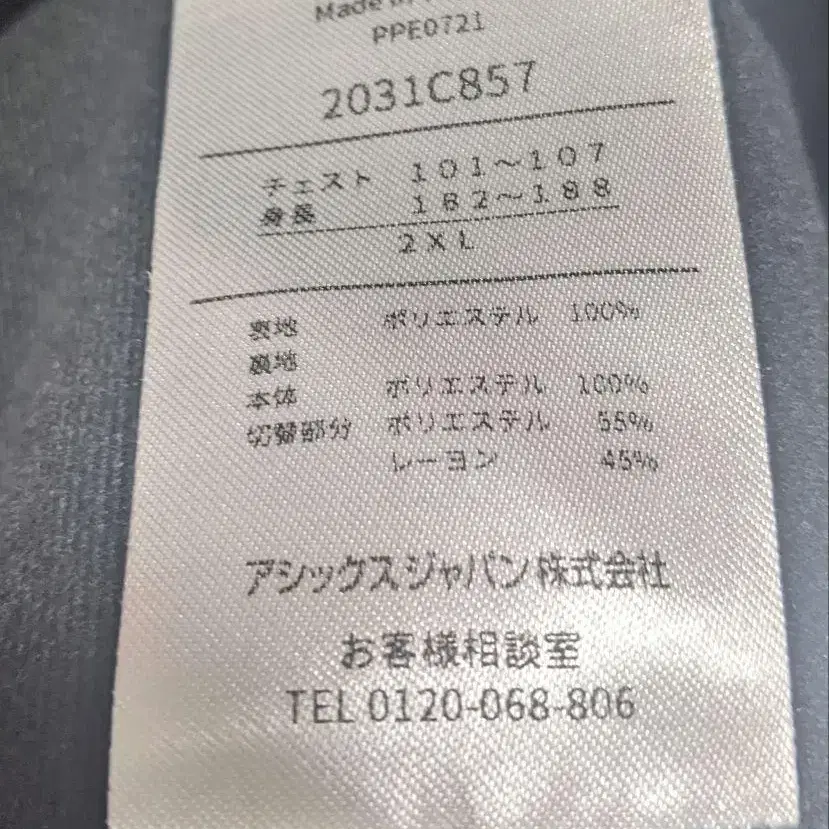 Made in
PPE0721
2031C857
チェスト 101～107
身長 182～188
2XL
表地 ポリエステル 100%
裏地
本体 ポリエステル 100%
切替部分 ポリエステル 55%
レーヨン 45%
アシックスジャパン株式会社
お客様相談室
TEL 0120-068-806